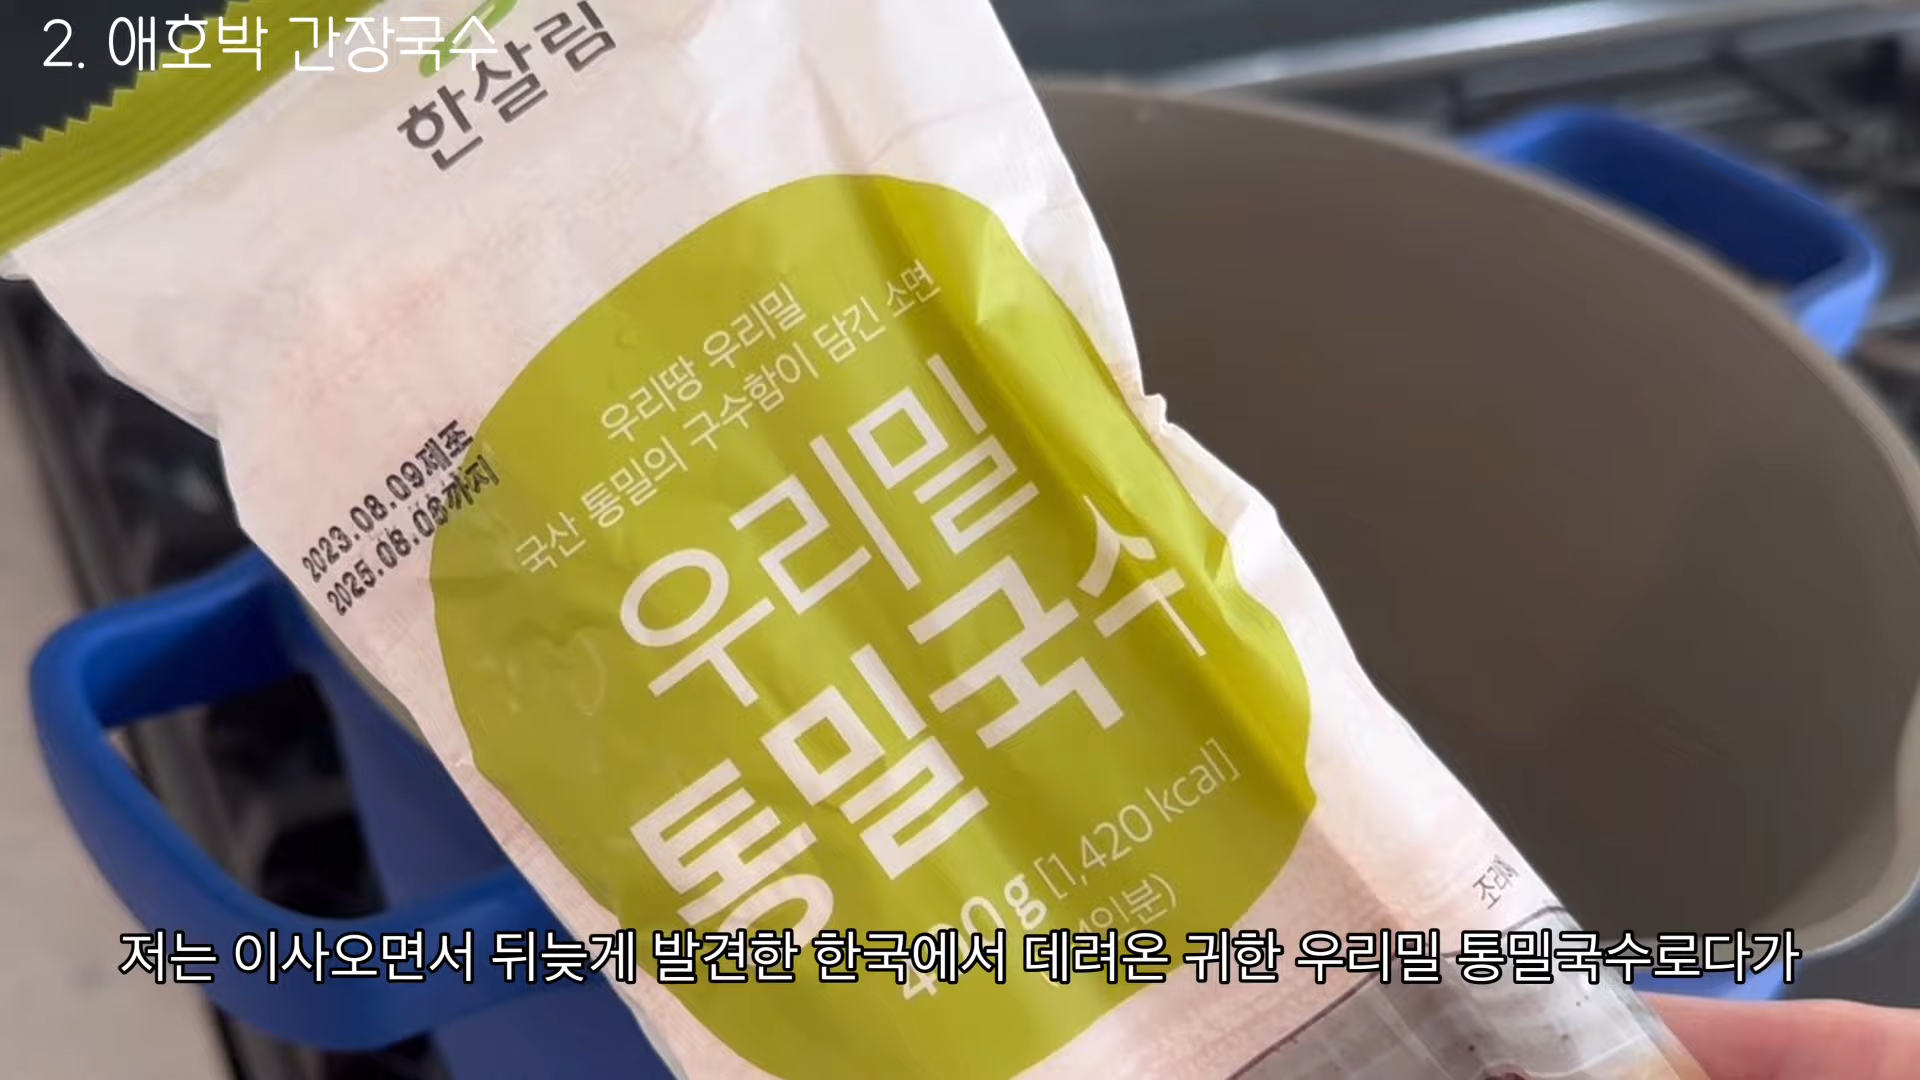 2. 애호박 간장국수
한살림
우리땅 우리밀
국산 통밀의 구수함이 담긴 소면
2023.08.09제조
2025.08.08까지
우리밀
통밀국수
400g [1,420 kcal]
저는 이사오면서 뒤늦게 발견한 한국에서 데려온 귀한 우리밀 통밀국수로다가